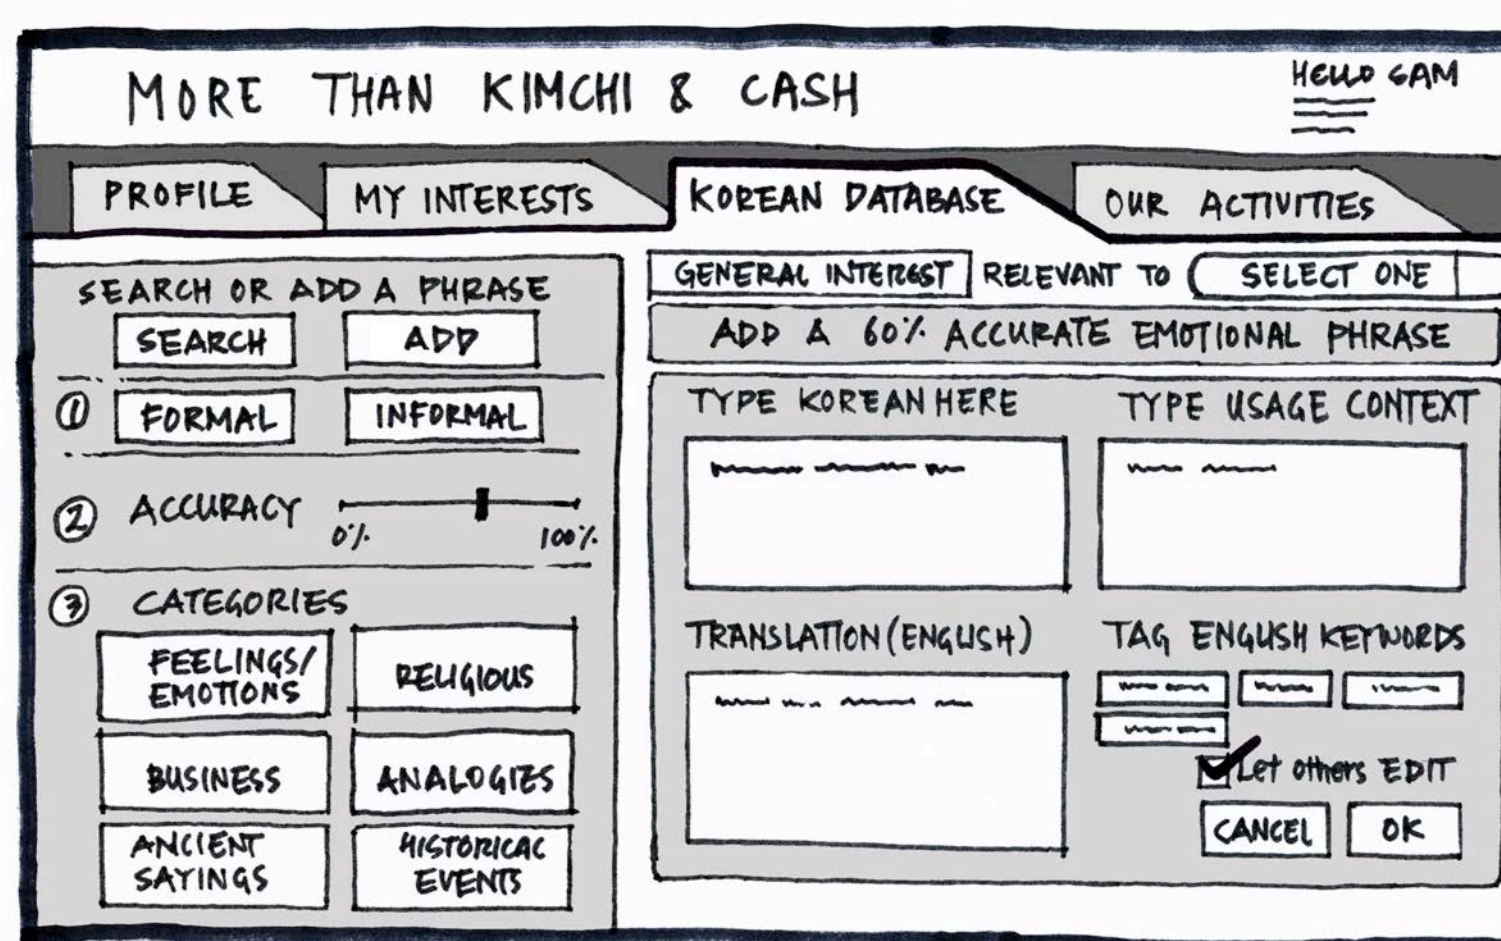 MORE THAN KIMCHI & CASH
HELLO SAM
PROFILE
MY INTERESTS
KOREAN DATABASE
OUR ACTIVITIES
SEARCH OR ADD A PHRASE
SEARCH
ADD
1
FORMAL
INFORMAL
2
ACCURACY
0%
100%
3
CATEGORIES
FEELINGS/
EMOTIONS
RELIGIOUS
BUSINESS
ANALOGIES
ANCIENT
SAYINGS
HISTORICAL
EVENTS
GENERAL INTEREST RELEVANT TO SELECT ONE
ADD A 60% ACCURATE EMOTIONAL PHRASE
TYPE KOREAN HERE
TYPE USAGE CONTEXT
TRANSLATION (ENGLISH)
TAG ENGLISH KEYWORDS
Let others EDIT
CANCEL
OK